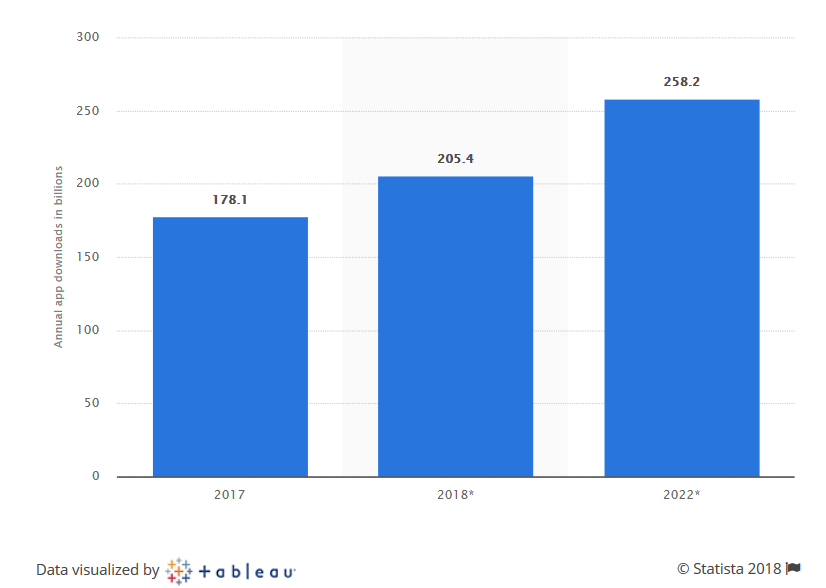 300
258.2
250
205.4
200
178.1
150
100
50
0
Annual app downloads in billions
2017 2018* 2022*
Data visualized by +ableau
© Statista 2018